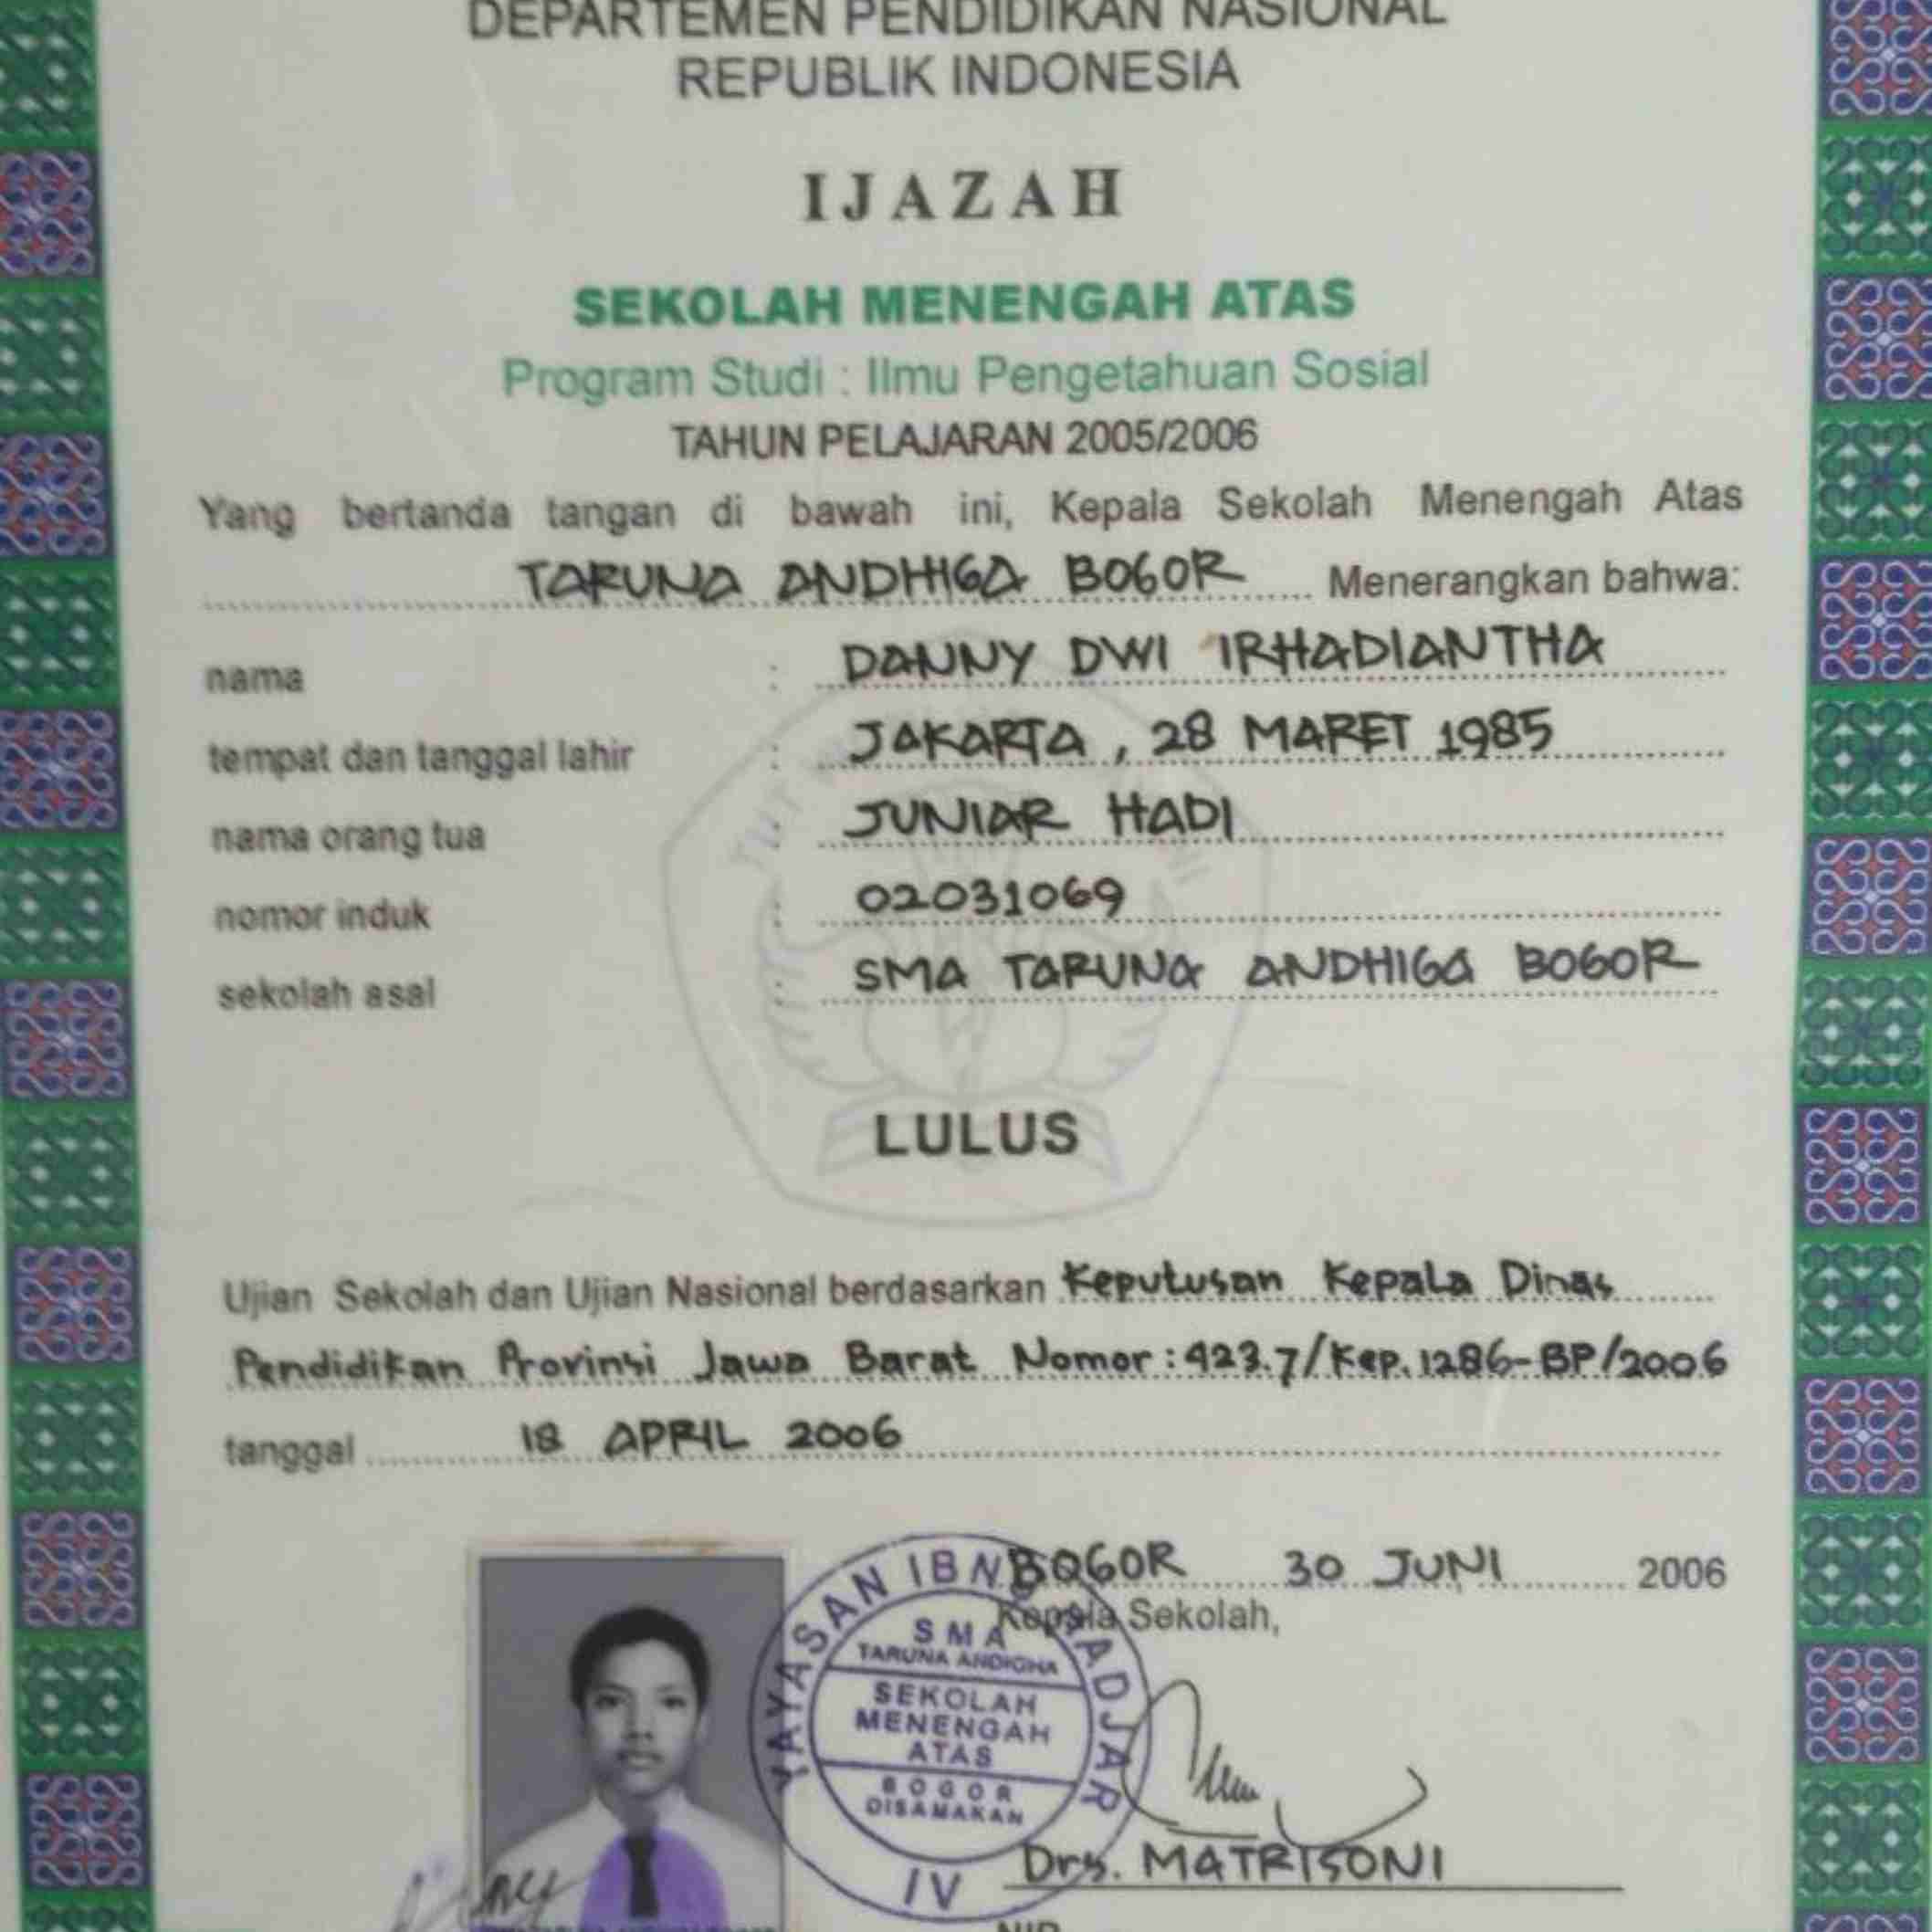 DEPARTEMEN PENDIDIKAN NASIONAL
REPUBLIK INDONESIA
IJAZAH
SEKOLAH MENENGAH ATAS
Program Studi : Ilmu Pengetahuan Sosial
TAHUN PELAJARAN 2005/2006
Yang bertanda tangan di bawah ini, Kepala Sekolah Menengah Atas
TARUNA ANDHIGA BOGOR Menerangkan bahwa:
nama : DANNY DWI IRHADIANTHA
tempat dan tanggal lahir : JAKARTA, 28 MARET 1985
nama orang tua : JUNIAR HADI
nomor induk : 02031069
sekolah asal : SMA TARUNA ANDHIGA BOGOR
LULUS
Ujian Sekolah dan Ujian Nasional berdasarkan Keputusan Kepala Dinas
Pendidikan Provinsi Jawa Barat Nomor : 423.7/Kep.1286-BP/2006
tanggal 18 APRIL 2006
BOGOR 30 JUNI 2006
Kepala Sekolah,
YAYASAN IBNU HADJAR
SMA
TARUNA ANDIGHA
SEKOLAH
MENENGAH
ATAS
BOGOR
DISAMAKAN
IV
Drs. MATRISONI
NIP